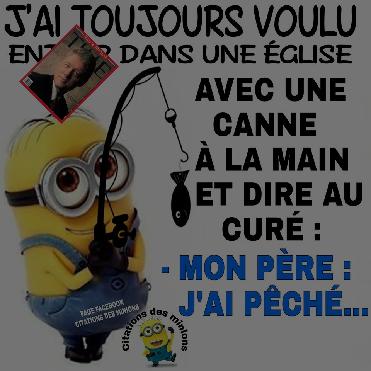 J'AI TOUJOURS VOULU
DANS UNE ÉGLISE
AVEC UNE
CANNE
À LA MAIN
ET DIRE AU
CURÉ :
- MON PÈRE :
J'AI PÊCHÉ...
PAGE FACEBOOK
CITATIONS DES MINIONS
Citations des minions